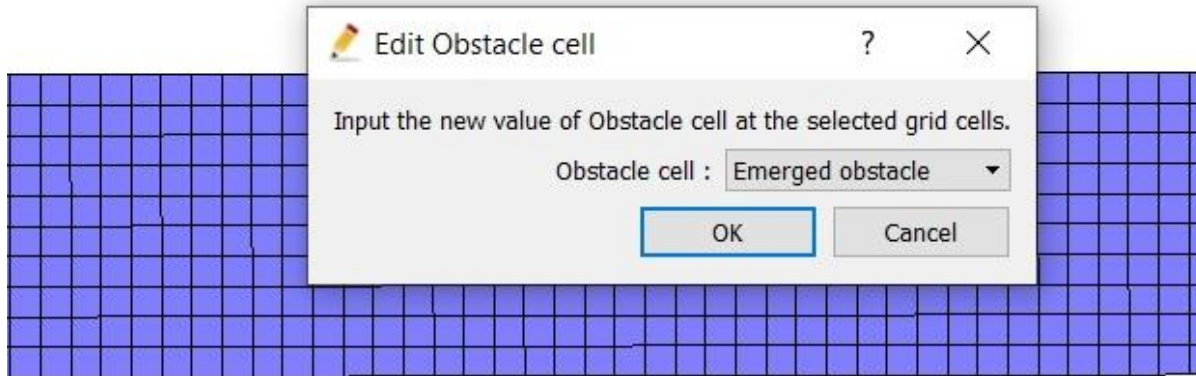 Edit Obstacle cell ?
Input the new value of Obstacle cell at the selected grid cells.
Obstacle cell : Emerged obstacle
OK Cancel